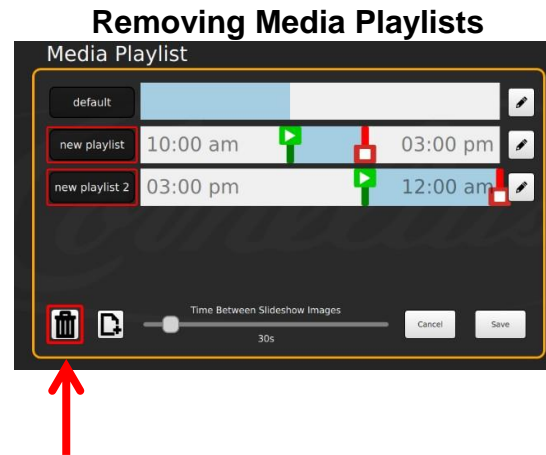 Removing Media Playlists
Media Playlist
default
new playlist 10:00 am 03:00 pm
new playlist 2 03:00 pm 12:00 am
Time Between Slideshow Images
30s
Cancel Save